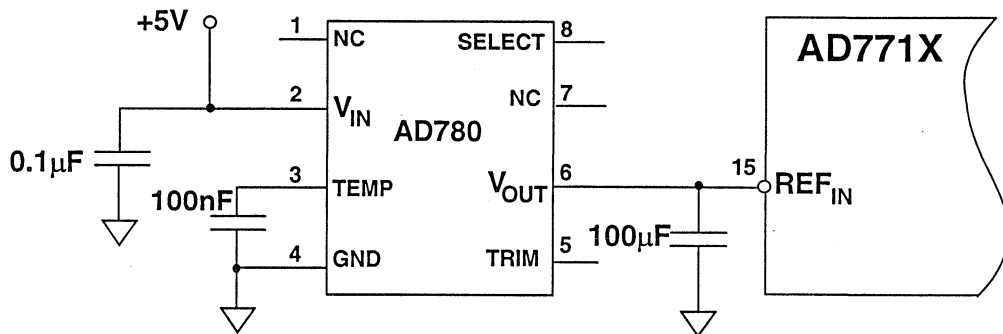 +5V
1
NC
SELECT
8
AD771X
2
V_IN
NC
7
AD780
0.1μF
3
TEMP
100nF
V_OUT
6
15
REF_IN
4
GND
TRIM
5
100μF